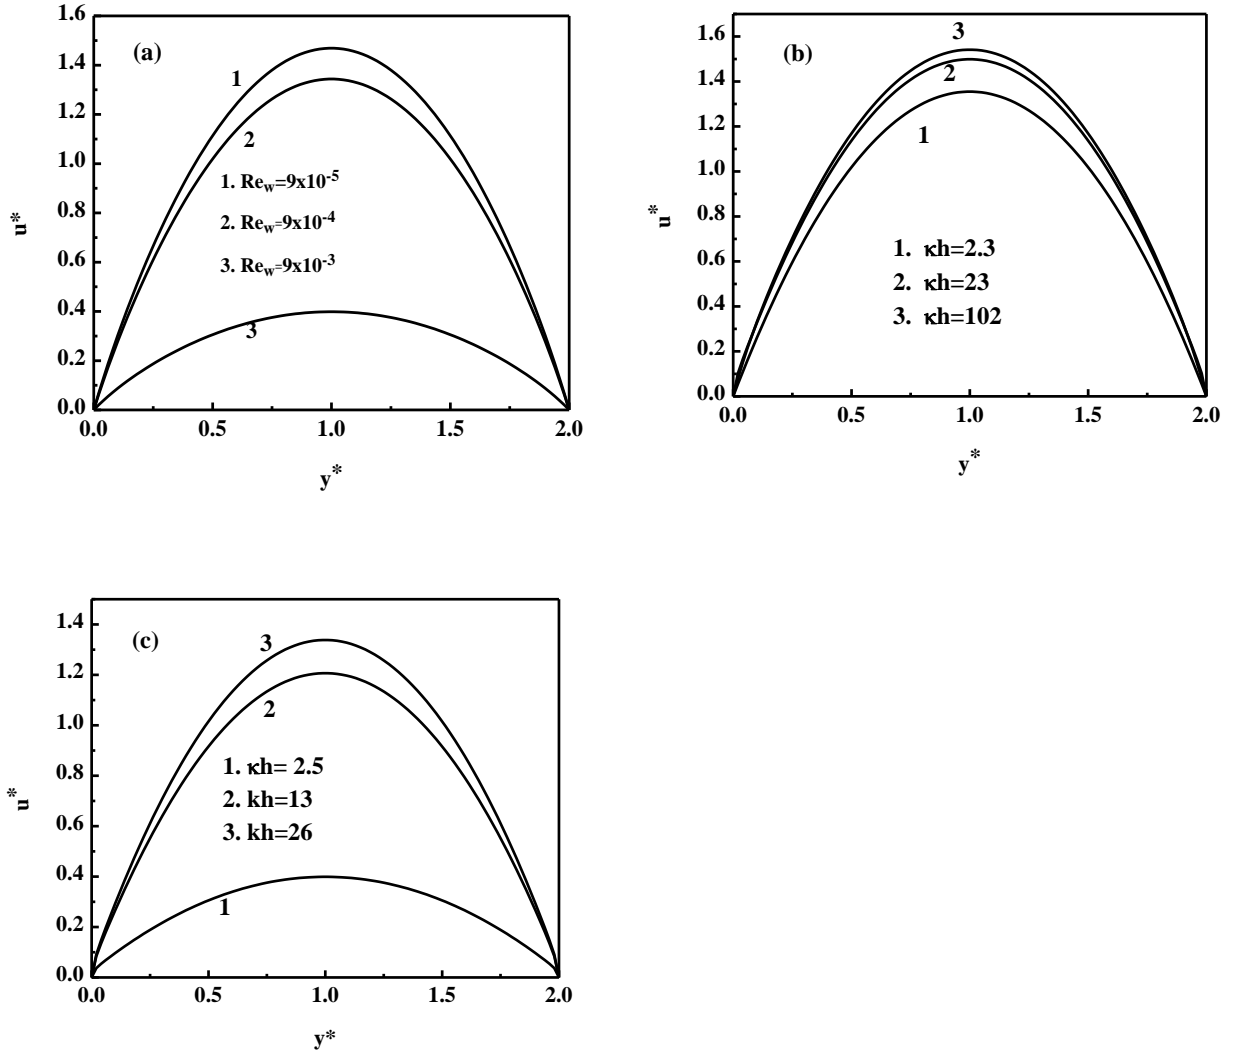 1.6
1.4
1.2
1.0
0.8
0.6
0.4
0.2
0.0
u*
(a)
1
2
1. Re_w=9x10^-5
2. Re_w=9x10^-4
3. Re_w=9x10^-3
3
0.0 0.5 1.0 1.5 2.0
y*
1.6
1.4
1.2
1.0
0.8
0.6
0.4
0.2
0.0
u*
(b)
3
2
1
1. κh=2.3
2. κh=23
3. κh=102
0.0 0.5 1.0 1.5 2.0
y*
1.4
1.2
1.0
0.8
0.6
0.4
0.2
0.0
u*
(c)
3
2
1. κh= 2.5
2. kh=13
3. kh=26
1
0.0 0.5 1.0 1.5 2.0
y*